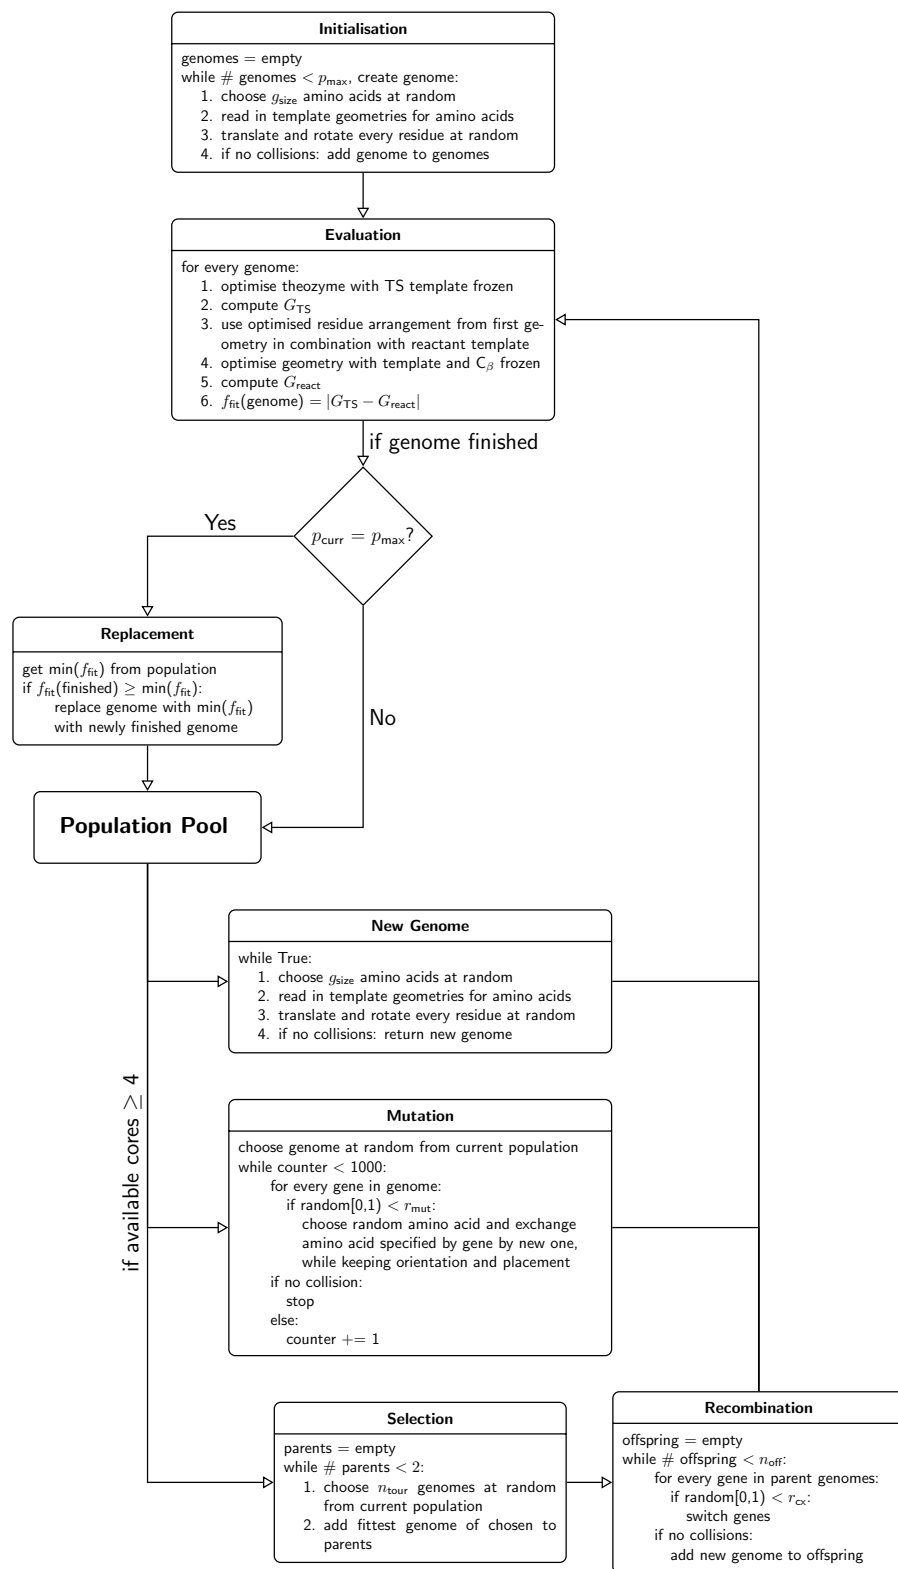 Initialisation
genomes = empty
while # genomes < p_max, create genome:
1. choose g_size amino acids at random
2. read in template geometries for amino acids
3. translate and rotate every residue at random
4. if no collisions: add genome to genomes
Evaluation
for every genome:
1. optimise theozyme with TS template frozen
2. compute G_TS
3. use optimised residue arrangement from first ge-
ometry in combination with reactant template
4. optimise geometry with template and C_β frozen
5. compute G_react
6. f_fit(genome) = |G_TS − G_react|
if genome finished
p_curr = p_max?
Yes
No
Replacement
get min(f_fit) from population
if f_fit(finished) ≥ min(f_fit):
replace genome with min(f_fit)
with newly finished genome
Population Pool
if available cores ≥ 4
New Genome
while True:
1. choose g_size amino acids at random
2. read in template geometries for amino acids
3. translate and rotate every residue at random
4. if no collisions: return new genome
Mutation
choose genome at random from current population
while counter < 1000:
for every gene in genome:
if random[0,1) < r_mut:
choose random amino acid and exchange
amino acid specified by gene by new one,
while keeping orientation and placement
if no collision:
stop
else:
counter += 1
Selection
parents = empty
while # parents < 2:
1. choose n_tour genomes at random
from current population
2. add fittest genome of chosen to
parents
Recombination
offspring = empty
while # offspring < n_off:
for every gene in parent genomes:
if random[0,1) < r_cx:
switch genes
if no collisions:
add new genome to offspring